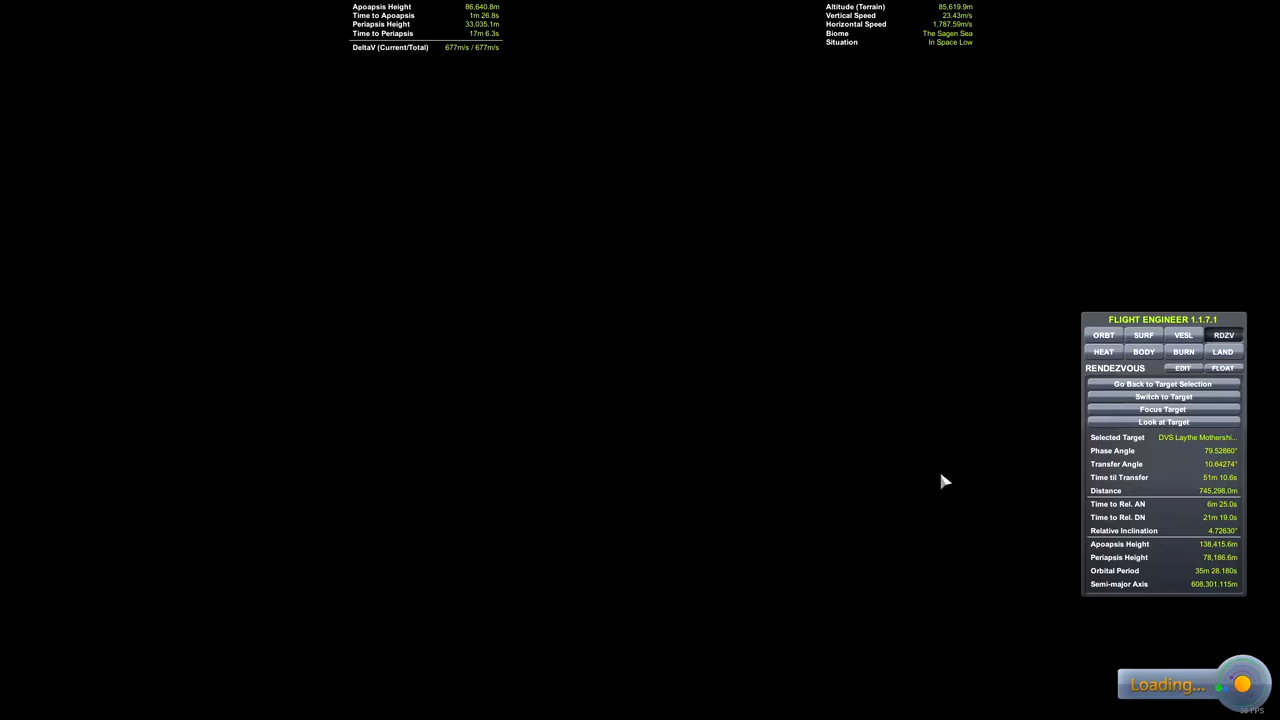 Apoapsis Height 86,640.8m
Time to Apoapsis 1m 26.8s
Periapsis Height 33,035.1m
Time to Periapsis 17m 6.3s
DeltaV (Current/Total) 677m/s / 677m/s
Altitude (Terrain) 85,619.9m
Vertical Speed 23.43m/s
Horizontal Speed 1,787.59m/s
Biome The Sagen Sea
Situation In Space Low
FLIGHT ENGINEER 1.1.7.1
ORBT SURF VESL RDZV
HEAT BODY BURN LAND
RENDEZVOUS EDIT FLOAT
Go Back to Target Selection
Switch to Target
Focus Target
Look at Target
Selected Target DVS Laythe Mothershi...
Phase Angle 79.52860°
Transfer Angle 10.64274°
Time til Transfer 51m 10.6s
Distance 745,298.0m
Time to Rel. AN 6m 25.0s
Time to Rel. DN 21m 19.0s
Relative Inclination 4.72630°
Apoapsis Height 138,415.6m
Periapsis Height 78,186.6m
Orbital Period 35m 28.180s
Semi-major Axis 608,301.115m
Loading...
FPS